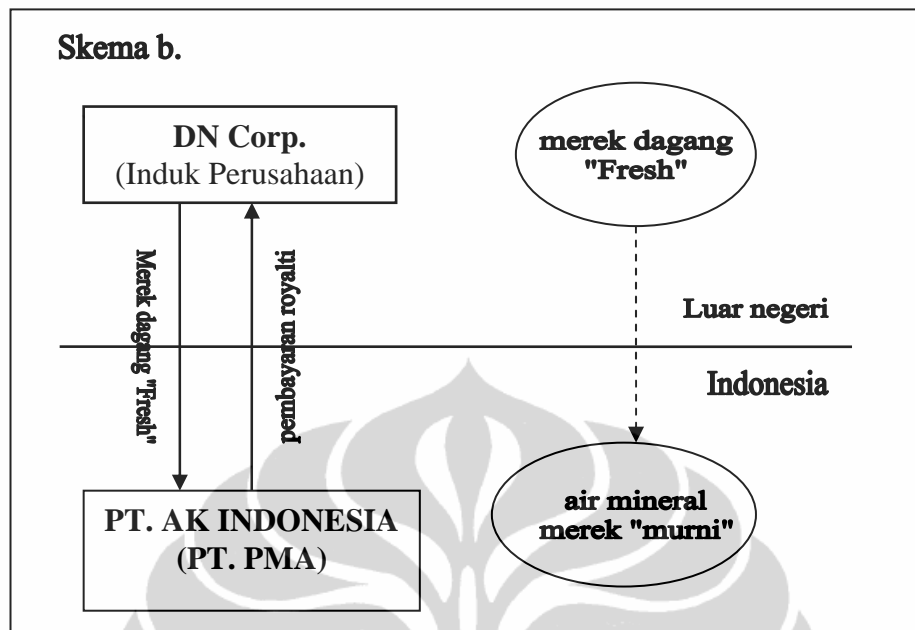 Skema b.
DN Corp.
(Induk Perusahaan)
merek dagang
"Fresh"
Merek dagang "Fresh"
pembayaran royalti
Luar negeri
Indonesia
PT. AK INDONESIA
(PT. PMA)
air mineral
merek "murni"